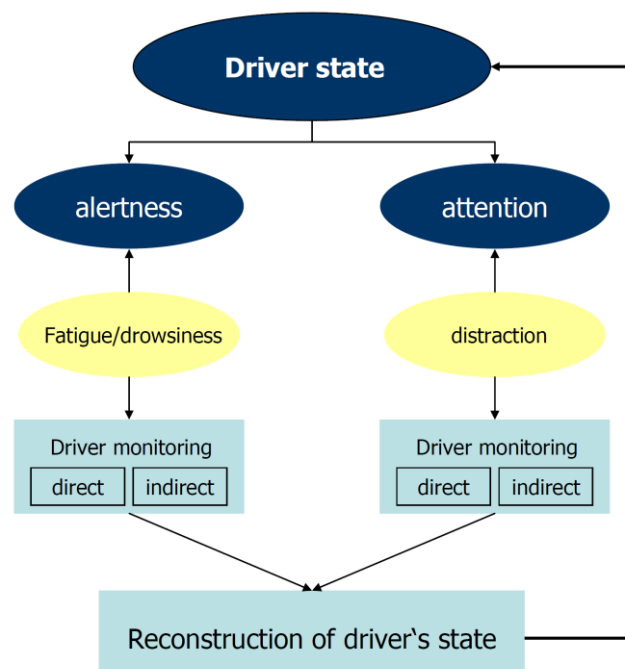 Driver state
alertness
attention
Fatigue/drowsiness
distraction
Driver monitoring
direct
indirect
Driver monitoring
direct
indirect
Reconstruction of driver‘s state